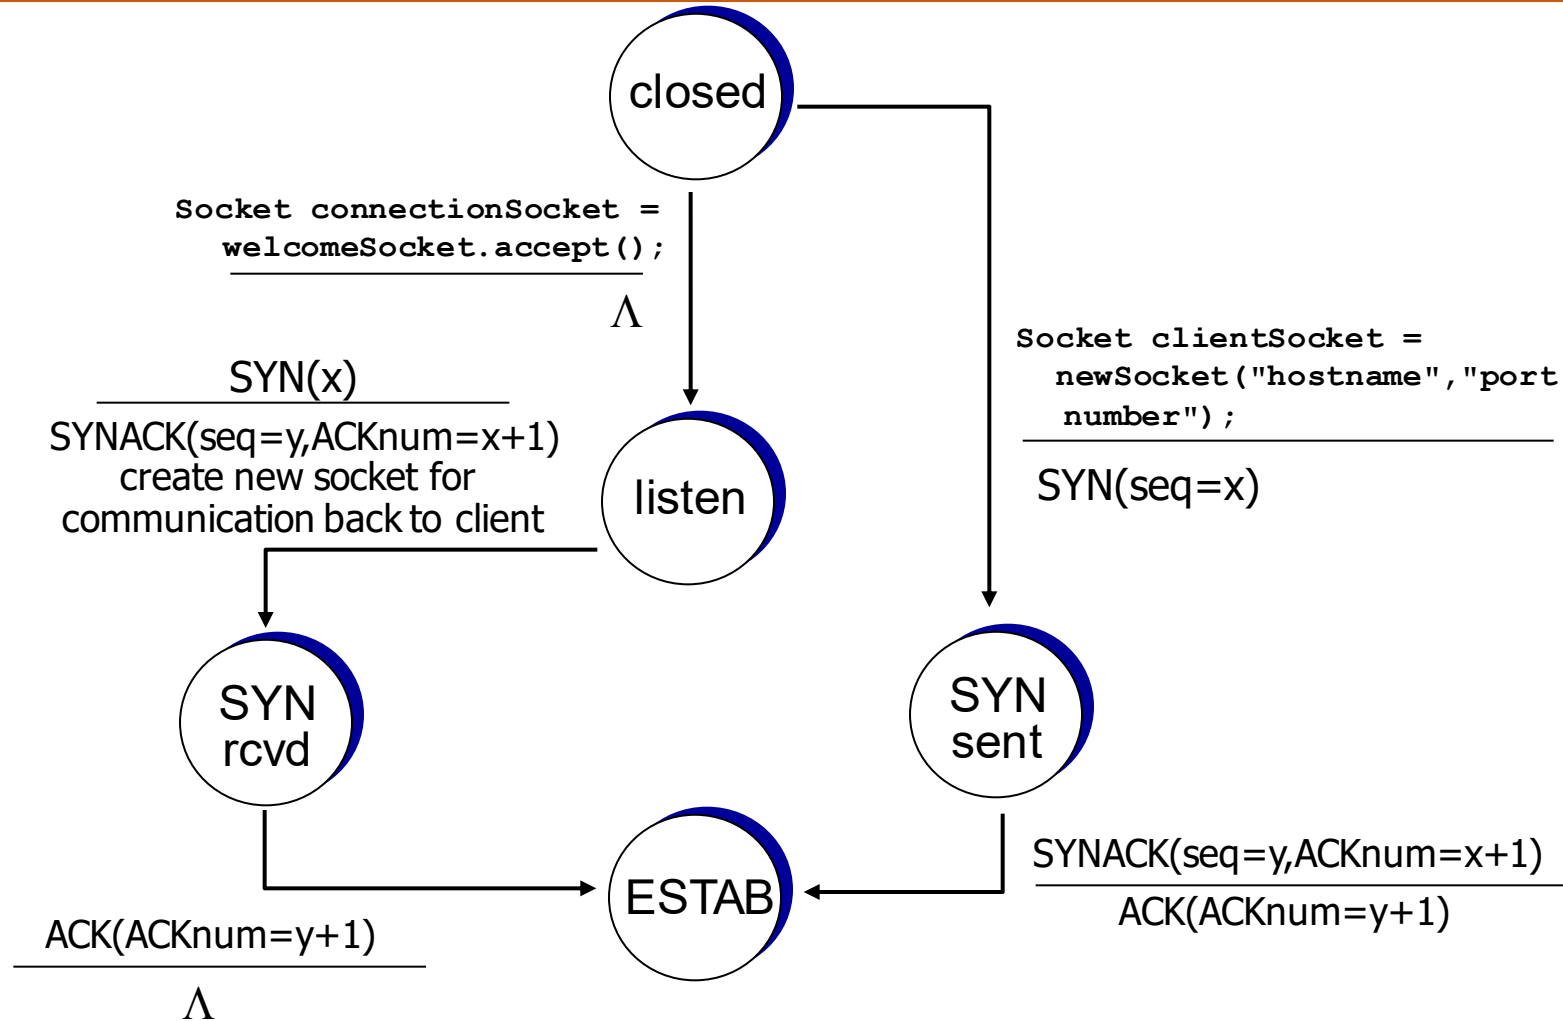 closed
Socket connectionSocket =
welcomeSocket.accept();
Λ
Socket clientSocket =
newSocket("hostname","port
number");
SYN(seq=x)
SYN(x)
SYNACK(seq=y,ACKnum=x+1)
create new socket for
communication back to client
listen
SYN
rcvd
SYN
sent
ESTAB
SYNACK(seq=y,ACKnum=x+1)
ACK(ACKnum=y+1)
ACK(ACKnum=y+1)
Λ